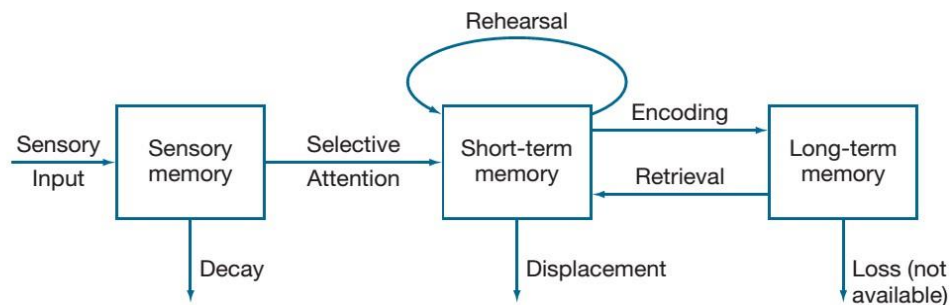 Rehearsal
Sensory
Input
Sensory
memory
Selective
Attention
Short-term
memory
Encoding
Retrieval
Long-term
memory
Decay
Displacement
Loss (not
available)